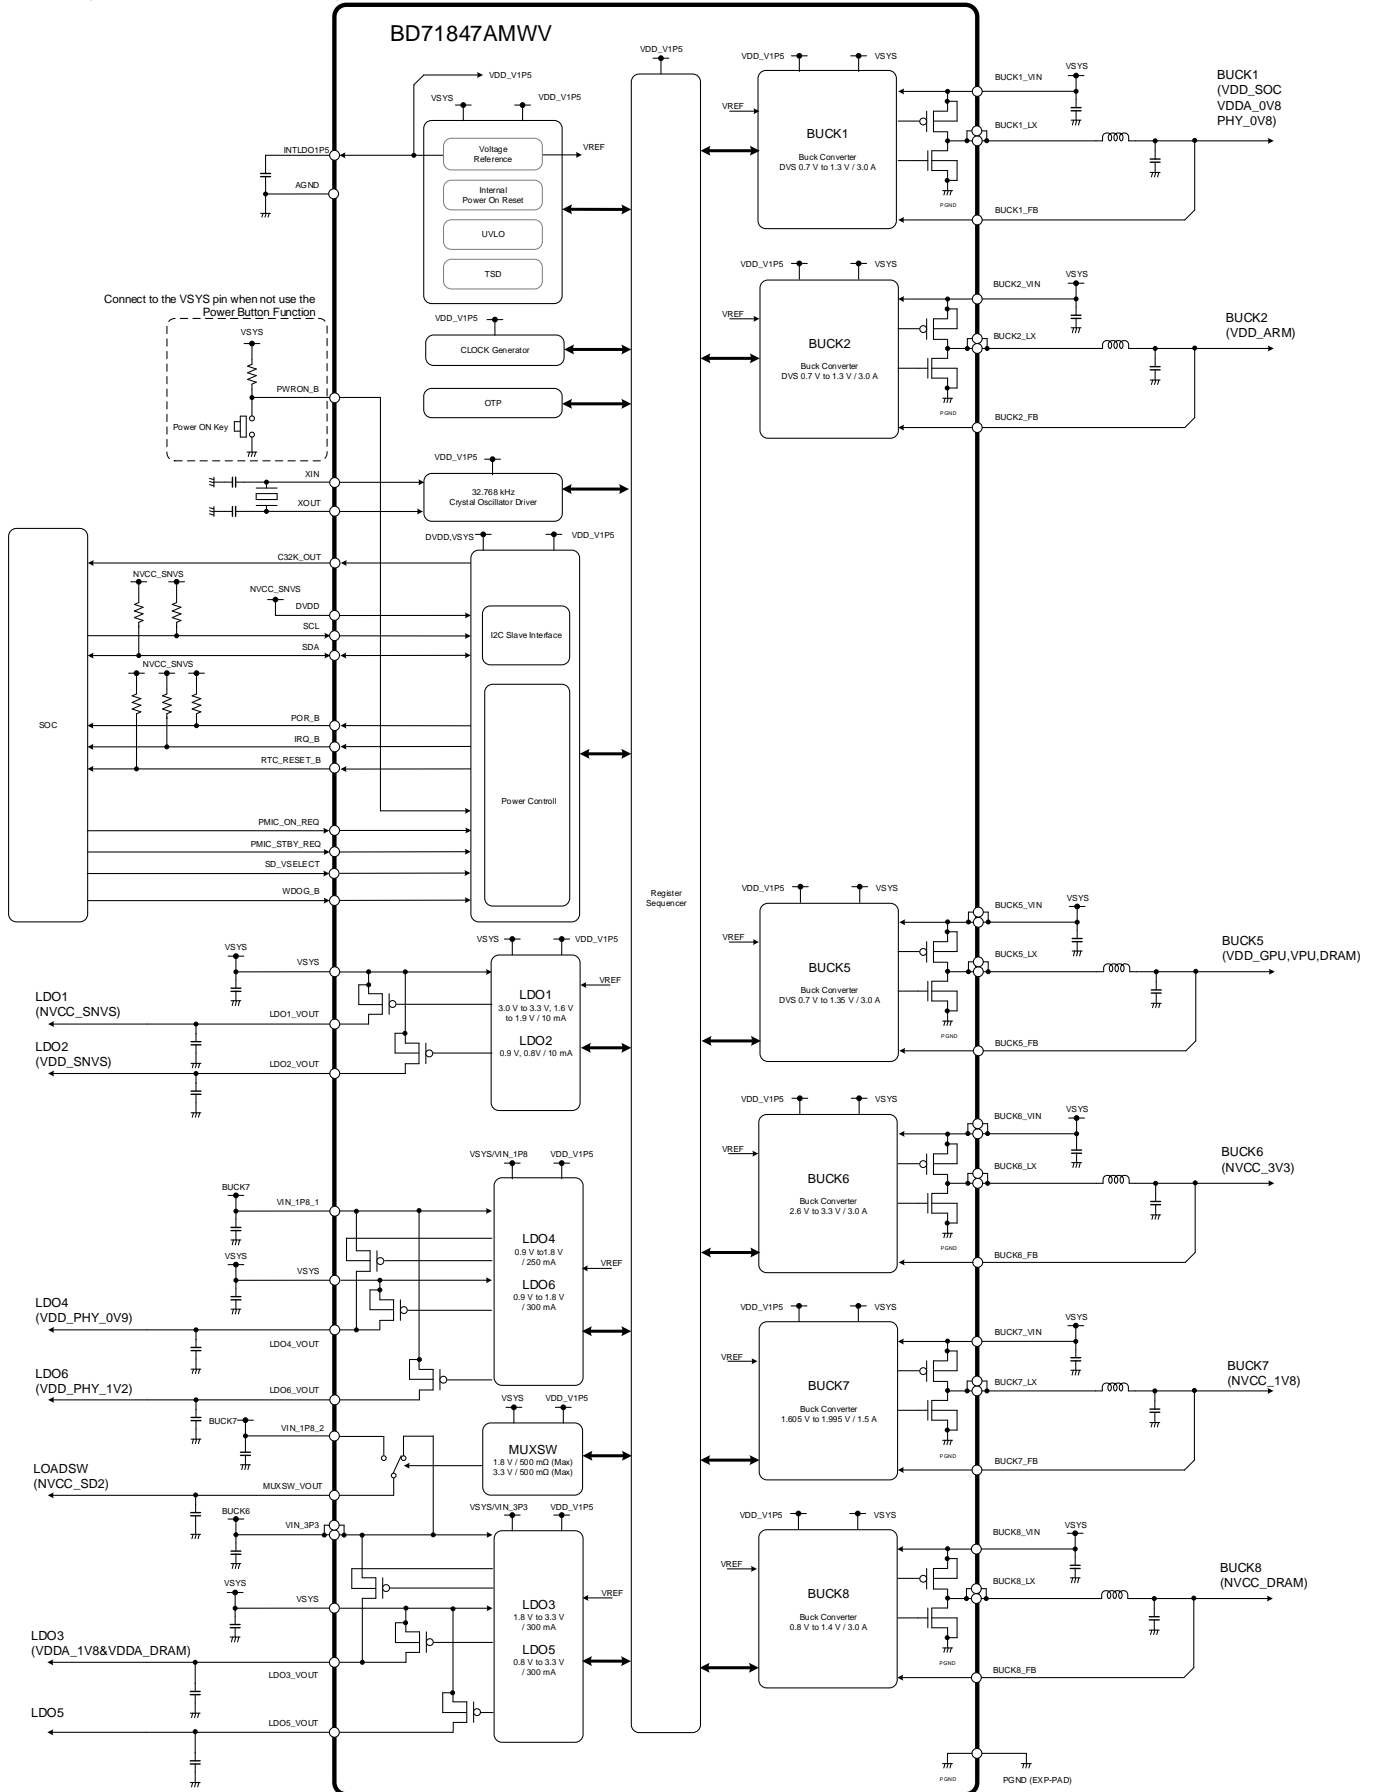 BD71847AMWV
VDD_V1P5
VSYS
VDD_V1P5
INTLDO1P5
Voltage
Reference
VREF
AGND
Internal
Power On Reset
UVLO
TSD
Connect to the VSYS pin when not use the
Power Button Function
VSYS
PWRON_B
Power ON Key
VDD_V1P5
CLOCK Generator
OTP
VDD_V1P5
XIN
XOUT
32.768 kHz
Crystal Oscillator Driver
DVDD,VSYS
VDD_V1P5
C32K_OUT
NVCC_SNVS
NVCC_SNVS
DVDD
SCL
SDA
I2C Slave Interface
NVCC_SNVS
SOC
POR_B
IRQ_B
RTC_RESET_B
Power Controll
PMIC_ON_REQ
PMIC_STBY_REQ
SD_VSELECT
WDOG_B
VSYS
VDD_V1P5
VSYS
VSYS
VREF
LDO1
(NVCC_SNVS)
LDO1_VOUT
LDO2
(VDD_SNVS)
LDO2_VOUT
LDO1
3.0 V to 3.3 V, 1.6 V
to 1.9 V / 10 mA
LDO2
0.9 V, 0.8V / 10 mA
VSYS/VIN_1P8
VDD_V1P5
BUCK7
VIN_1P8_1
VSYS
VSYS
LDO4
0.9 V to1.8 V
/ 250 mA
LDO6
0.9 V to 1.8 V
/ 300 mA
VREF
LDO4
(VDD_PHY_0V9)
LDO4_VOUT
LDO6
(VDD_PHY_1V2)
LDO6_VOUT
VSYS
VDD_V1P5
BUCK7
VIN_1P8_2
MUXSW
1.8 V / 500 mΩ (Max)
3.3 V / 500 mΩ (Max)
LOADSW
(NVCC_SD2)
MUXSW_VOUT
VSYS/VIN_3P3
VDD_V1P5
BUCK6
VIN_3P3
VSYS
VSYS
LDO3
1.8 V to 3.3 V
/ 300 mA
LDO5
0.8 V to 3.3 V
/ 300 mA
VREF
LDO3
(VDDA_1V8&VDDA_DRAM)
LDO3_VOUT
LDO5
LDO5_VOUT
VDD_V1P5
Register
Sequencer
VDD_V1P5
VSYS
VREF
BUCK1
Buck Converter
DVS 0.7 V to 1.3 V / 3.0 A
BUCK1_VIN
VSYS
BUCK1_LX
PGND
BUCK1_FB
BUCK1
(VDD_SOC
VDDA_0V8
PHY_0V8)
VDD_V1P5
VSYS
VREF
BUCK2
Buck Converter
DVS 0.7 V to 1.3 V / 3.0 A
BUCK2_VIN
VSYS
BUCK2_LX
PGND
BUCK2_FB
BUCK2
(VDD_ARM)
VDD_V1P5
VSYS
VREF
BUCK5
Buck Converter
DVS 0.7 V to 1.35 V / 3.0 A
BUCK5_VIN
VSYS
BUCK5_LX
PGND
BUCK5_FB
BUCK5
(VDD_GPU,VPU,DRAM)
VDD_V1P5
VSYS
VREF
BUCK6
Buck Converter
2.6 V to 3.3 V / 3.0 A
BUCK6_VIN
VSYS
BUCK6_LX
PGND
BUCK6_FB
BUCK6
(NVCC_3V3)
VDD_V1P5
VSYS
VREF
BUCK7
Buck Converter
1.605 V to 1.995 V / 1.5 A
BUCK7_VIN
VSYS
BUCK7_LX
PGND
BUCK7_FB
BUCK7
(NVCC_1V8)
VDD_V1P5
VSYS
VREF
BUCK8
Buck Converter
0.8 V to 1.4 V / 3.0 A
BUCK8_VIN
VSYS
BUCK8_LX
PGND
BUCK8_FB
BUCK8
(NVCC_DRAM)
PGND
PGND (EXP-PAD)